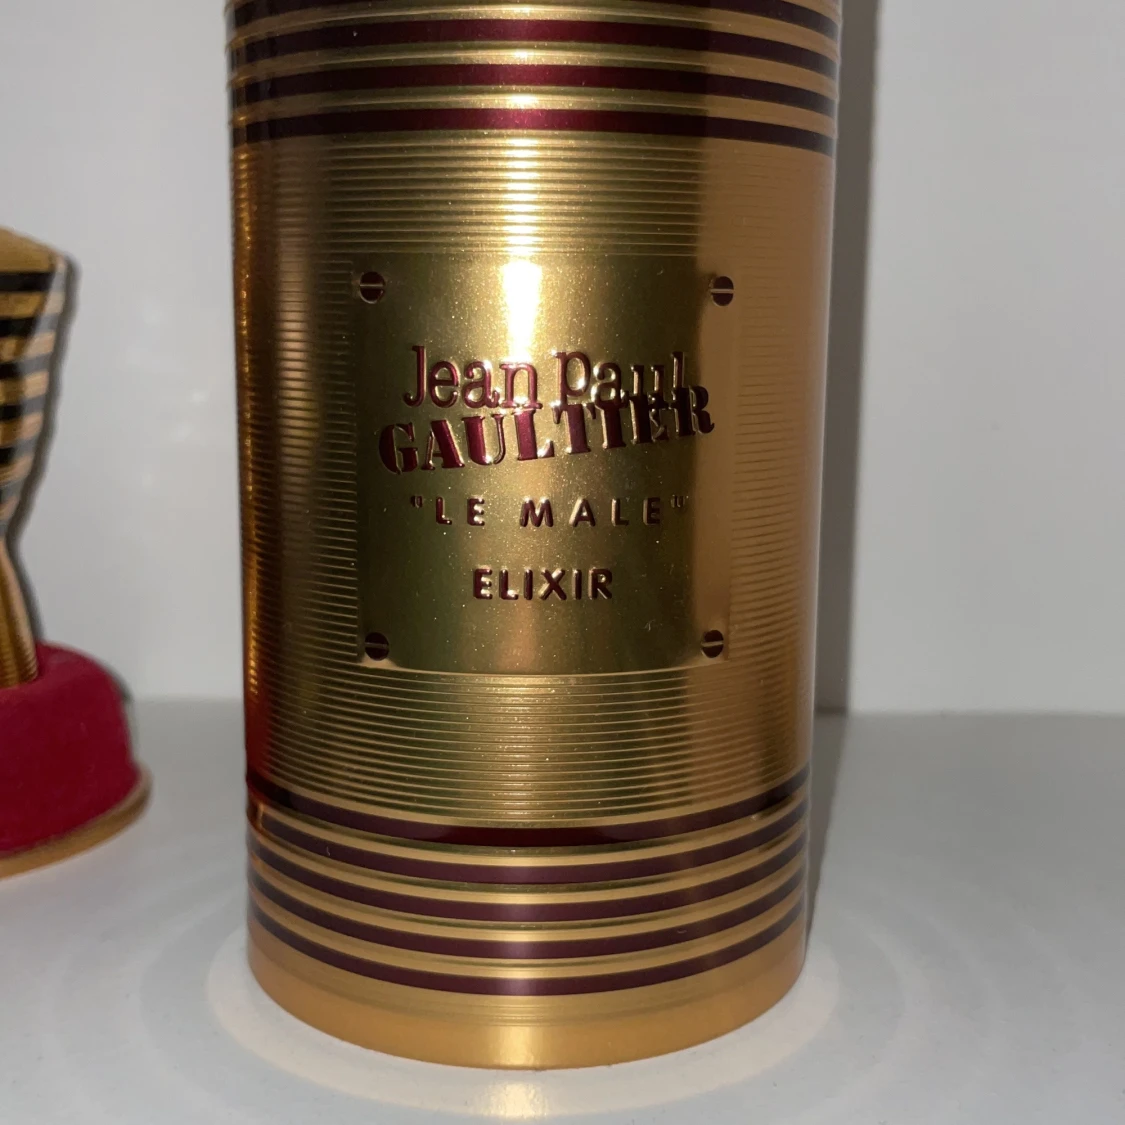 Jean Paul
GAULTIER
"LE MALE"
ELIXIR